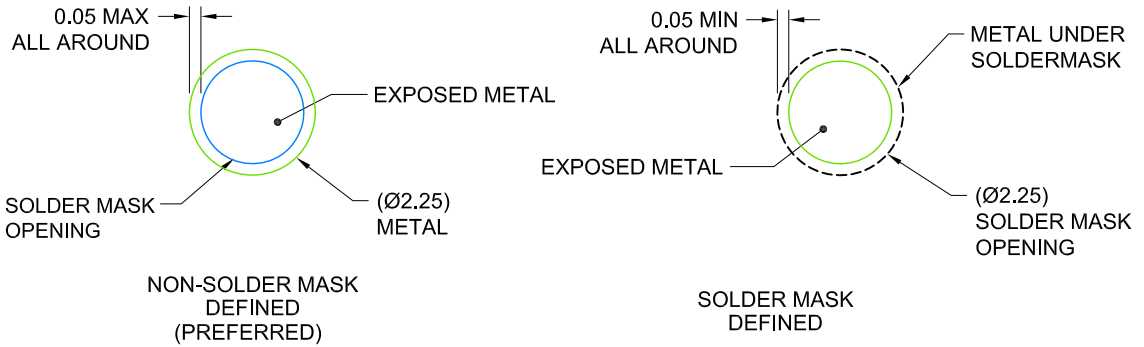 0.05 MAX
ALL AROUND
EXPOSED METAL
SOLDER MASK
OPENING
(Ø2.25)
METAL
NON-SOLDER MASK
DEFINED
(PREFERRED)
0.05 MIN
ALL AROUND
METAL UNDER
SOLDERMASK
EXPOSED METAL
(Ø2.25)
SOLDER MASK
OPENING
SOLDER MASK
DEFINED